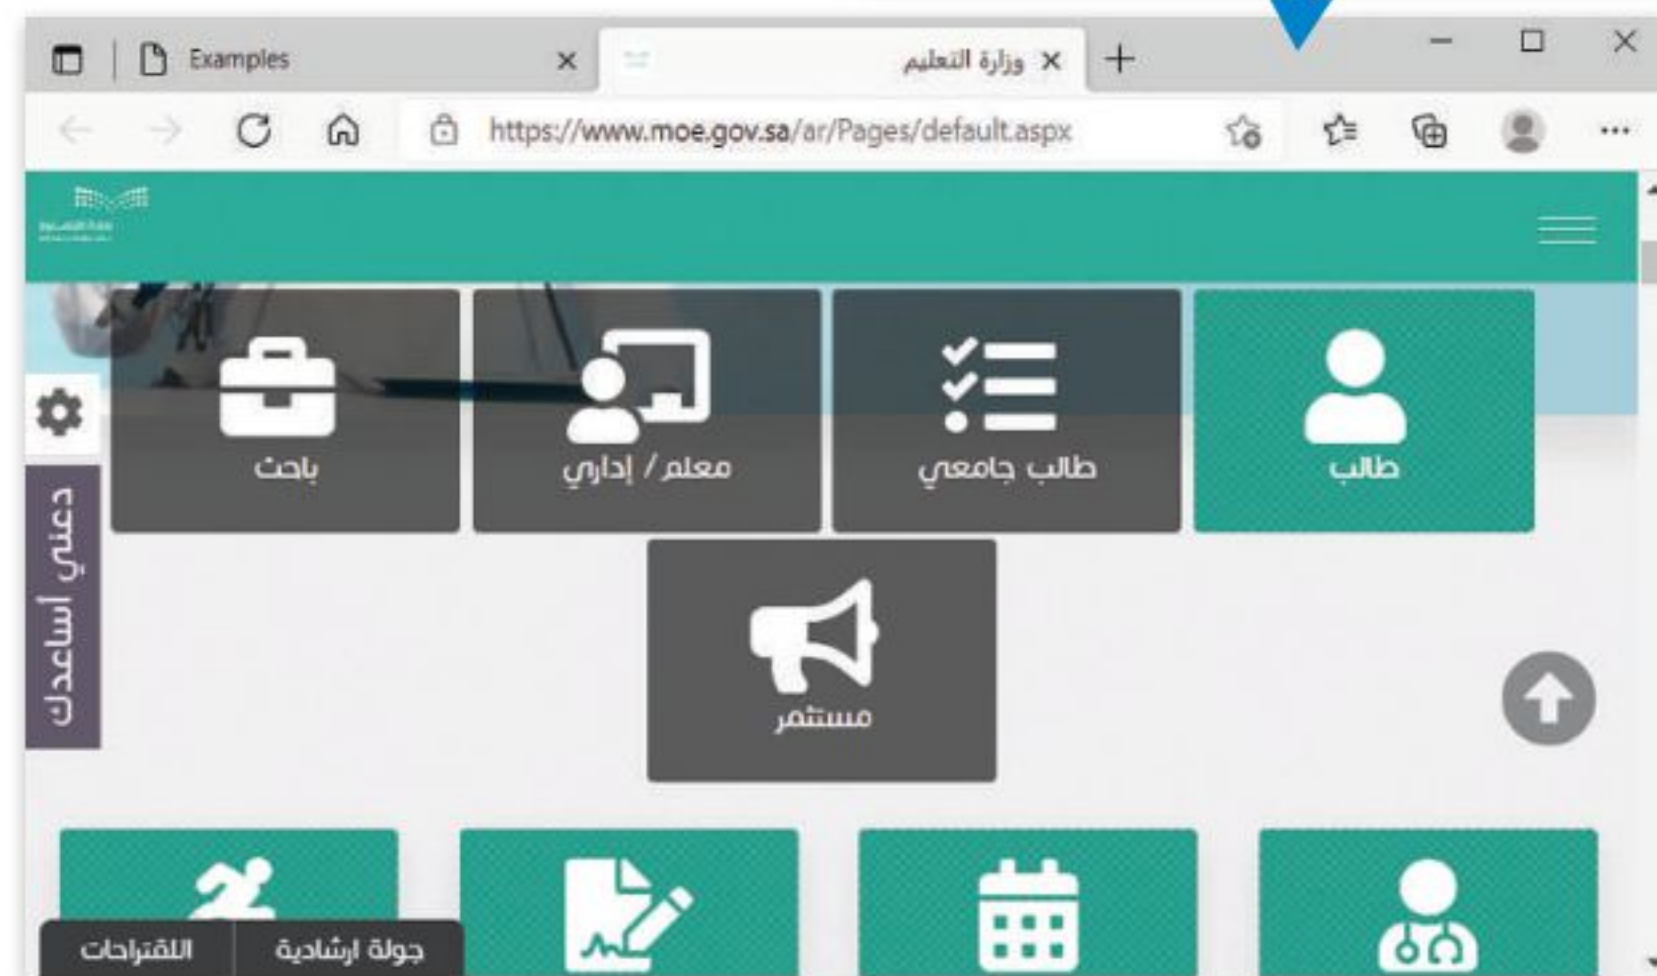 Examples
وزارة التعليم
https://www.moe.gov.sa/ar/Pages/default.aspx
طالب
طالب جامعي
معلم / إداري
باحث
مستثمر
دعني أساعدك
جولة ارشادية
اللقتراحات